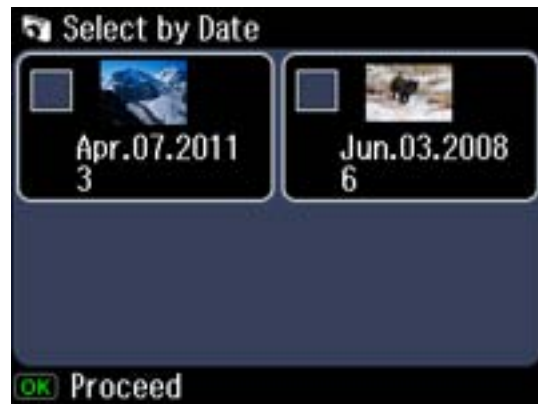 Select by Date
Apr.07.2011
3
Jun.03.2008
6
OK Proceed